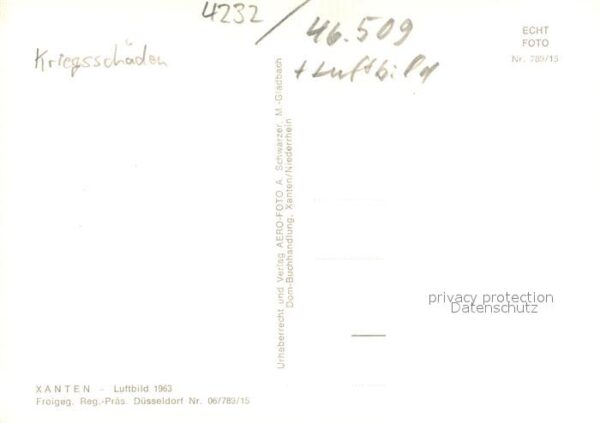 4232 / 46.509
+ Luftbild
Kriegsschäden
ECHT
FOTO
Nr. 789/15
Urheberrecht und Verlag AERO-FOTO A. Schwarzer, M.-Gladbach
Dom-Buchhandlung, Xanten/Niederrhein
privacy protection
Datenschutz
XANTEN – Luftbild 1963
Freigeg. Reg.-Präs. Düsseldorf Nr. 06/789/15